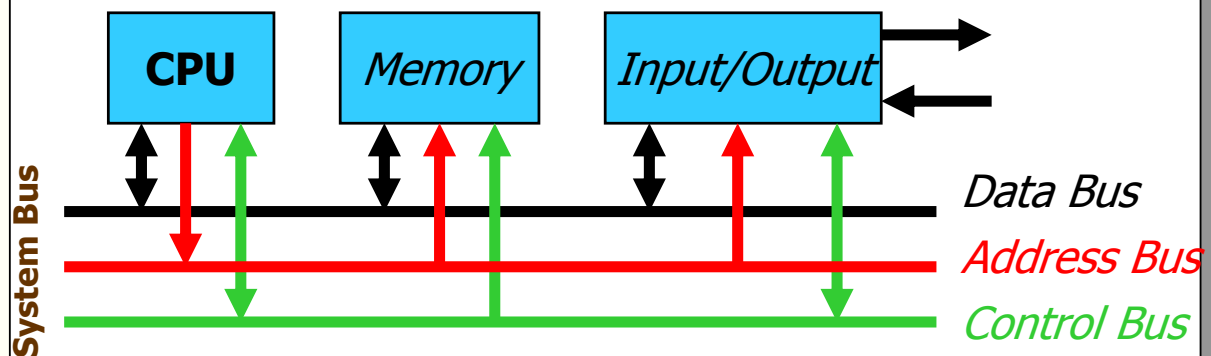 CPU
Memory
Input/Output
System Bus
Data Bus
Address Bus
Control Bus